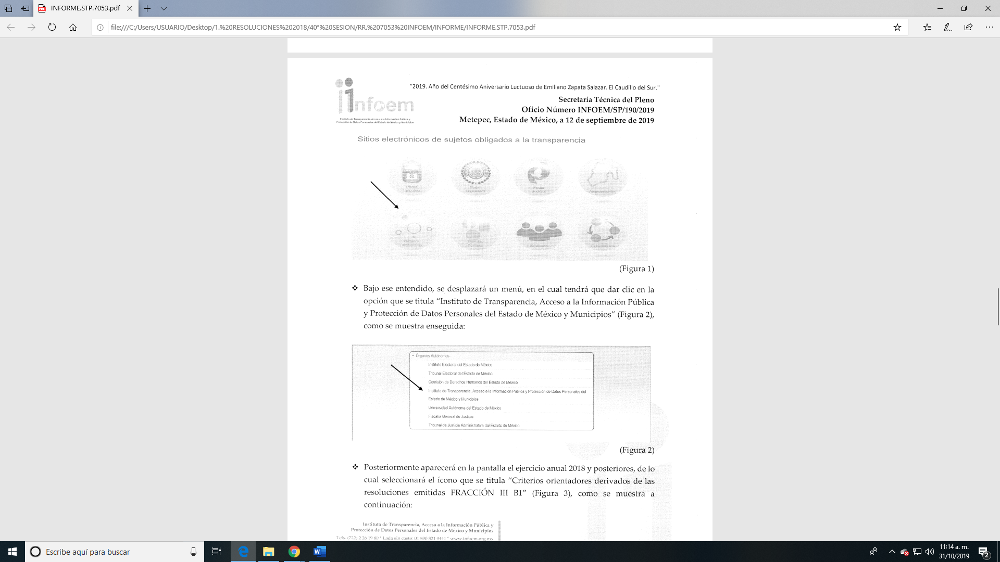 INFORME.STP.7053.pdf
file:///C:/Users/USUARIO/Desktop/1.%20RESOLUCIONES%202018/40°%20SESION/RR.%207053%20INFOEM/INFORME/INFORME.STP.7053.pdf
infoem
Instituto de Transparencia, Acceso a la Información Pública y
Protección de Datos Personales del Estado de México y Municipios
“2019. Año del Centésimo Aniversario Luctuoso de Emiliano Zapata Salazar. El Caudillo del Sur."
Secretaría Técnica del Pleno
Oficio Número INFOEM/SP/190/2019
Metepec, Estado de México, a 12 de septiembre de 2019
Sitios electrónicos de sujetos obligados a la transparencia
Poder
Poder
Legislativo
Poder
(Figura 1)
❖ Bajo ese entendido, se desplazará un menú, en el cual tendrá que dar clic en la
opción que se titula “Instituto de Transparencia, Acceso a la Información Pública
y Protección de Datos Personales del Estado de México y Municipios” (Figura 2),
como se muestra enseguida:
− Órganos Autónomos
Instituto Electoral del Estado de México
Tribunal Electoral del Estado de México
Comisión de Derechos Humanos del Estado de México
Instituto de Transparencia, Acceso a la Información Pública y Protección de Datos Personales del
Estado de México y Municipios
Universidad Autónoma del Estado de México
Fiscalía General de Justicia
Tribunal de Justicia Administrativa del Estado de México
(Figura 2)
❖ Posteriormente aparecerá en la pantalla el ejercicio anual 2018 y posteriores, de lo
cual seleccionará el ícono que se titula “Criterios orientadores derivados de las
resoluciones emitidas FRACCIÓN III B1” (Figura 3), como se muestra a
continuación:
Instituto de Transparencia, Acceso a la Información Pública y
Protección de Datos Personales del Estado de México y Municipios
Tels. (722) 2 26 19 80 * Lada sin costo: 01 800 821 0441 * www.infoem.org.mx
Escribe aquí para buscar
11:14 a. m.
31/10/2019
2